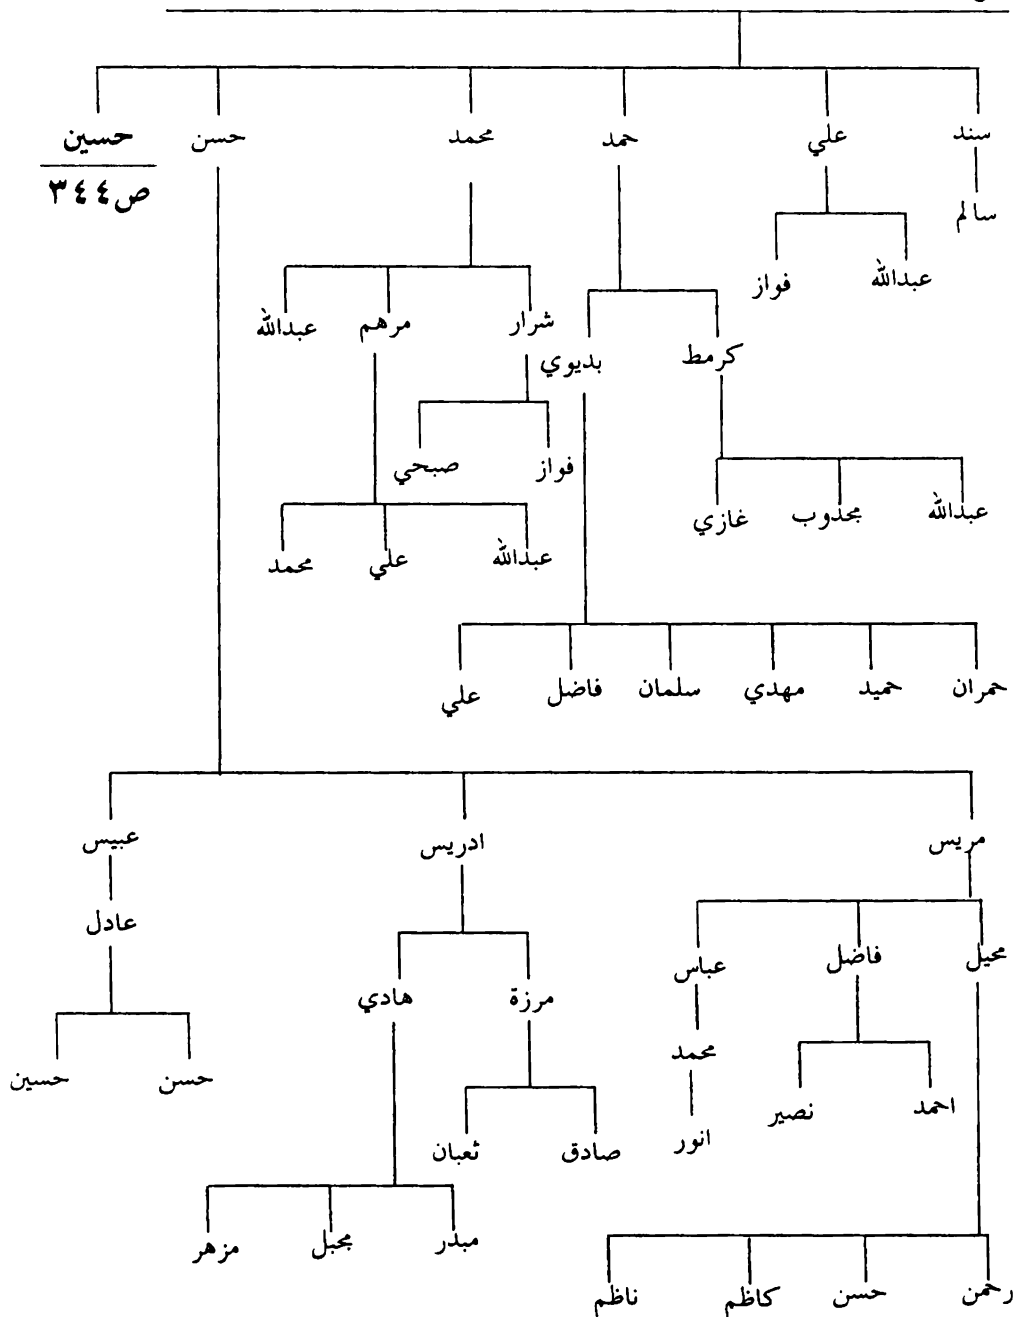 سند علي حمد محمد حسن حسين
ص٣٤٤
سالم
عبدالله فواز
شرار مرهم عبدالله
كرمط بديوي
فواز صبحي
عبدالله مجذوب غازي
عبدالله علي محمد
حمران حميد مهدي سلمان فاضل علي
مريس ادريس عبيس
عادل
محيل فاضل عباس
مرزة هادي
محمد
حسن حسين
احمد نصير
انور
صادق ثعبان
مبدر مجبل مزهر
رحمن حسن كاظم ناظم